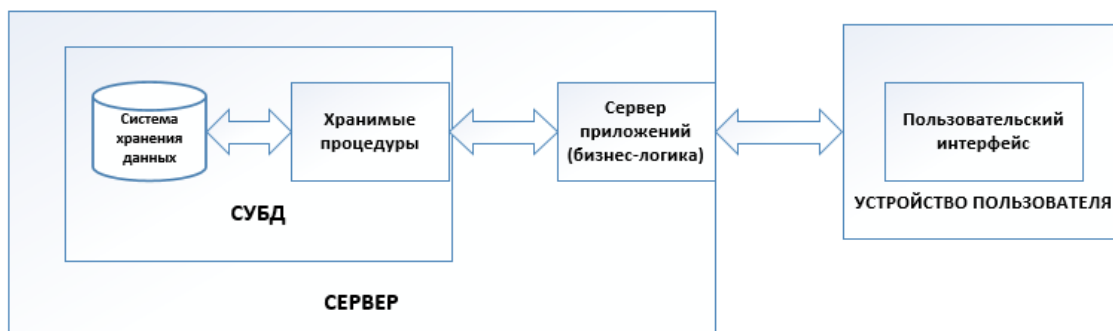 Система
хранения
данных
Хранимые
процедуры
СУБД
Сервер
приложений
(бизнес-логика)
СЕРВЕР
Пользовательский
интерфейс
УСТРОЙСТВО ПОЛЬЗОВАТЕЛЯ